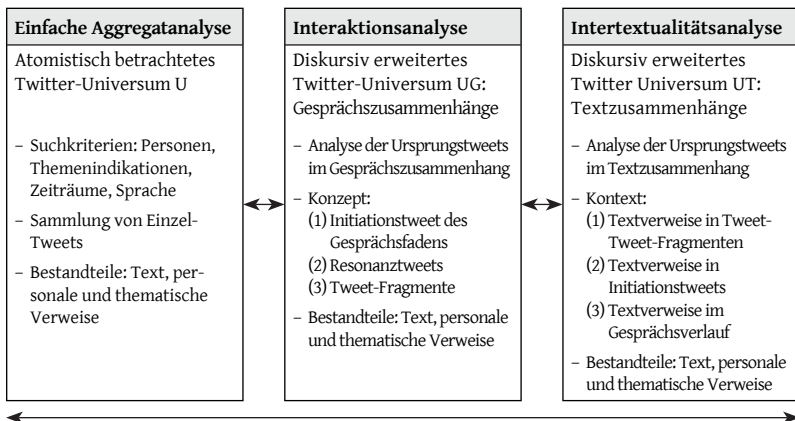 Einfache Aggregatanalyse
Atomistisch betrachtetes
Twitter-Universum U
– Suchkriterien: Personen,
Themenindikationen,
Zeiträume, Sprache
– Sammlung von Einzel-
Tweets
– Bestandteile: Text, per-
sonale und thematische
Verweise
Interaktionsanalyse
Diskursiv erweitertes
Twitter-Universum UG:
Gesprächszusammenhänge
– Analyse der Ursprungstweets
im Gesprächszusammenhang
– Konzept:
(1) Initiationstweet des
Gesprächsfadens
(2) Resonanztweets
(3) Tweet-Fragmente
– Bestandteile: Text, personale
und thematische Verweise
Intertextualitätsanalyse
Diskursiv erweitertes
Twitter Universum UT:
Textzusammenhänge
– Analyse der Ursprungstweets
im Textzusammenhang
– Kontext:
(1) Textverweise in Tweet-
Tweet-Fragmenten
(2) Textverweise in
Initiationstweets
(3) Textverweise im
Gesprächsverlauf
– Bestandteile: Text, personale
und thematische Verweise